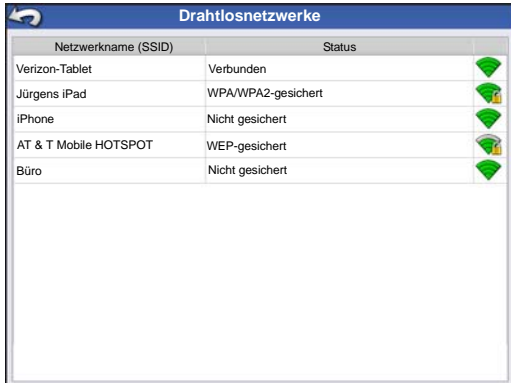 Drahtlosnetzwerke
Netzwerkname (SSID) Status
Verizon-Tablet Verbunden
Jürgens iPad WPA/WPA2-gesichert
iPhone Nicht gesichert
AT & T Mobile HOTSPOT WEP-gesichert
Büro Nicht gesichert